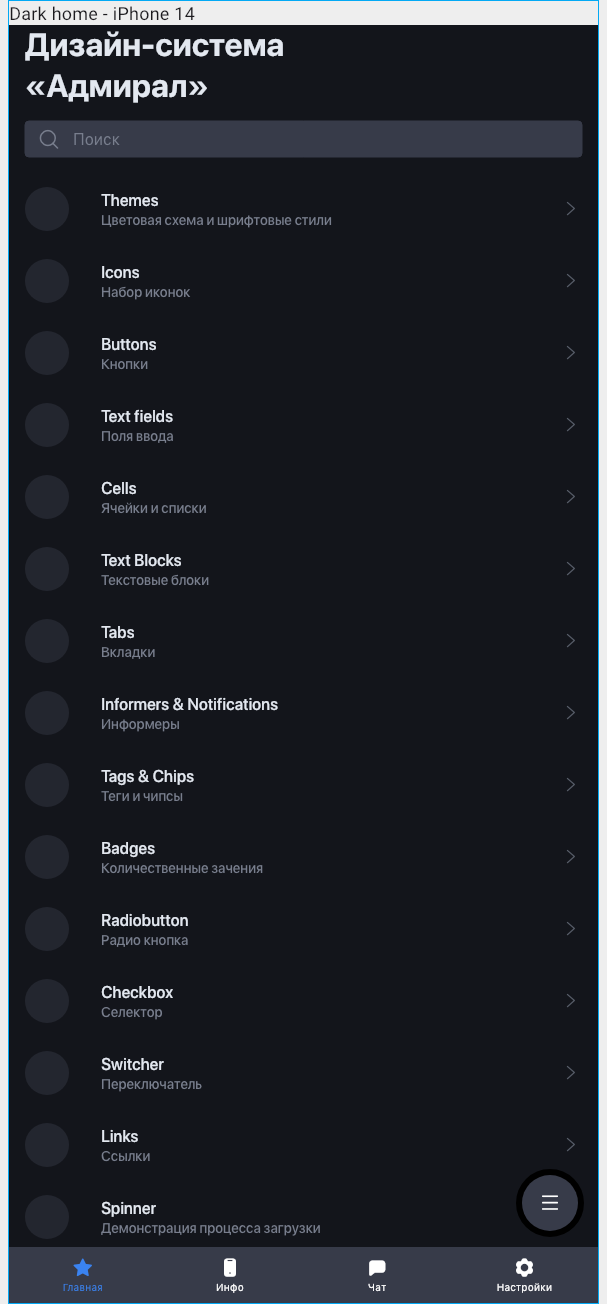 Dark home - iPhone 14
Дизайн-система
«Адмирал»
Поиск
Themes
Цветовая схема и шрифтовые стили
Icons
Набор иконок
Buttons
Кнопки
Text fields
Поля ввода
Cells
Ячейки и списки
Text Blocks
Текстовые блоки
Tabs
Вкладки
Informers & Notifications
Информеры
Tags & Chips
Теги и чипсы
Badges
Количественные зачения
Radiobutton
Радио кнопка
Checkbox
Селектор
Switcher
Переключатель
Links
Ссылки
Spinner
Демонстрация процесса загрузки
Главная
Инфо
Чат
Настройки